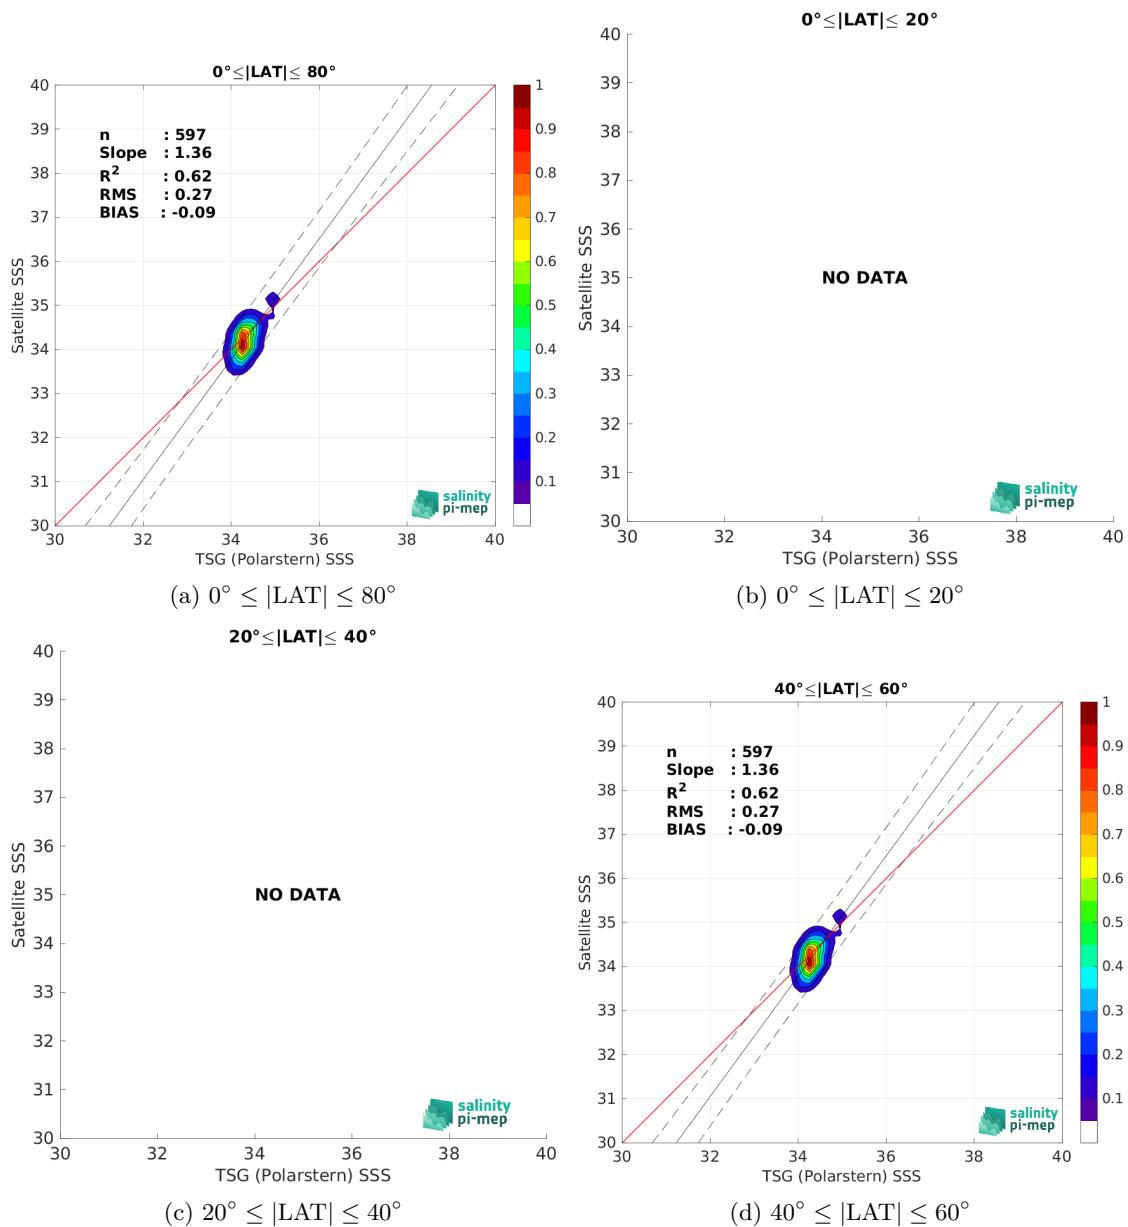 0°≤|LAT|≤ 80°
40
39
38
37
36
35
34
33
32
31
30
Satellite SSS
n : 597
Slope : 1.36
R² : 0.62
RMS : 0.27
BIAS : -0.09
salinity
pi-mep
30 32 34 36 38 40
TSG (Polarstern) SSS
1
0.9
0.8
0.7
0.6
0.5
0.4
0.3
0.2
0.1
(a) 0° ≤ |LAT| ≤ 80°
0°≤|LAT|≤ 20°
40
39
38
37
36
35
34
33
32
31
30
Satellite SSS
NO DATA
salinity
pi-mep
30 32 34 36 38 40
TSG (Polarstern) SSS
(b) 0° ≤ |LAT| ≤ 20°
20°≤|LAT|≤ 40°
40
39
38
37
36
35
34
33
32
31
30
Satellite SSS
NO DATA
salinity
pi-mep
30 32 34 36 38 40
TSG (Polarstern) SSS
(c) 20° ≤ |LAT| ≤ 40°
40°≤|LAT|≤ 60°
40
39
38
37
36
35
34
33
32
31
30
Satellite SSS
n : 597
Slope : 1.36
R² : 0.62
RMS : 0.27
BIAS : -0.09
salinity
pi-mep
30 32 34 36 38 40
TSG (Polarstern) SSS
1
0.9
0.8
0.7
0.6
0.5
0.4
0.3
0.2
0.1
(d) 40° ≤ |LAT| ≤ 60°